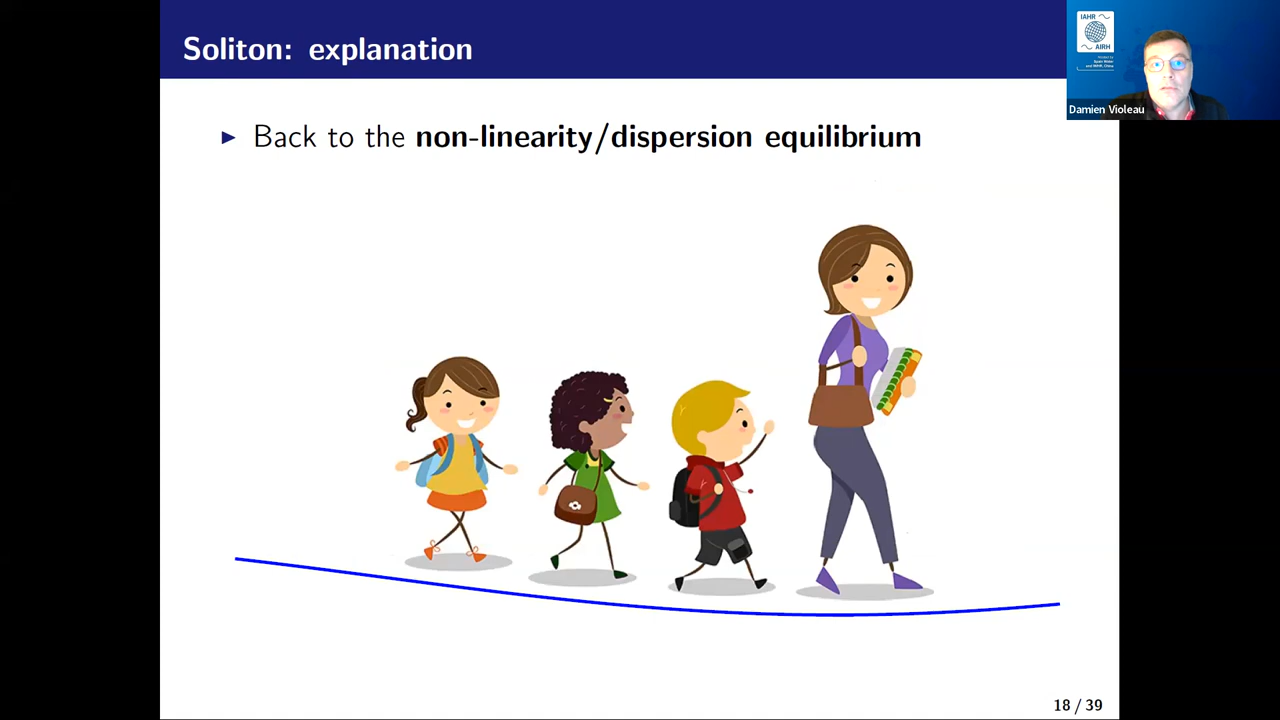 Soliton: explanation
Back to the non-linearity/dispersion equilibrium
IAHR
AIRH
Damien Violeau
18 / 39